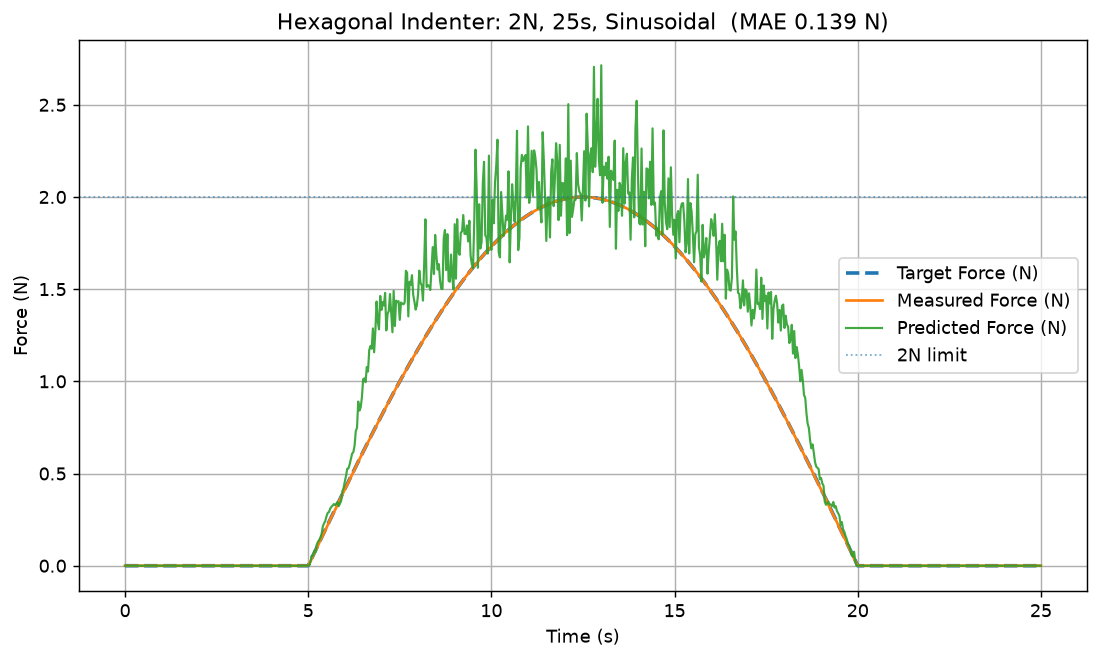 Hexagonal Indenter: 2N, 25s, Sinusoidal  (MAE 0.139 N)
Force (N)
2.5
2.0
1.5
1.0
0.5
0.0
Target Force (N)
Measured Force (N)
Predicted Force (N)
2N limit
0 5 10 15 20 25
Time (s)